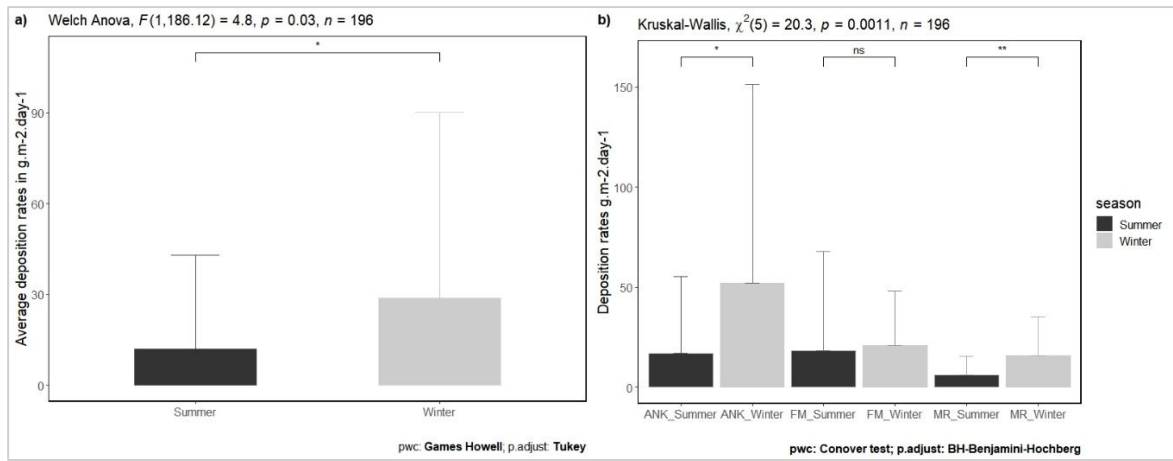 a) Welch Anova, F(1,186.12) = 4.8, p = 0.03, n = 196
*
Average deposition rates in g.m-2.day-1
90
60
30
0
Summer
Winter
pwc: Games Howell; p.adjust: Tukey
b) Kruskal-Wallis, χ²(5) = 20.3, p = 0.0011, n = 196
*
ns
**
Deposition rates g.m-2.day-1
150
100
50
0
ANK_Summer
ANK_Winter
FM_Summer
FM_Winter
MR_Summer
MR_Winter
season
Summer
Winter
pwc: Conover test; p.adjust: BH-Benjamini-Hochberg